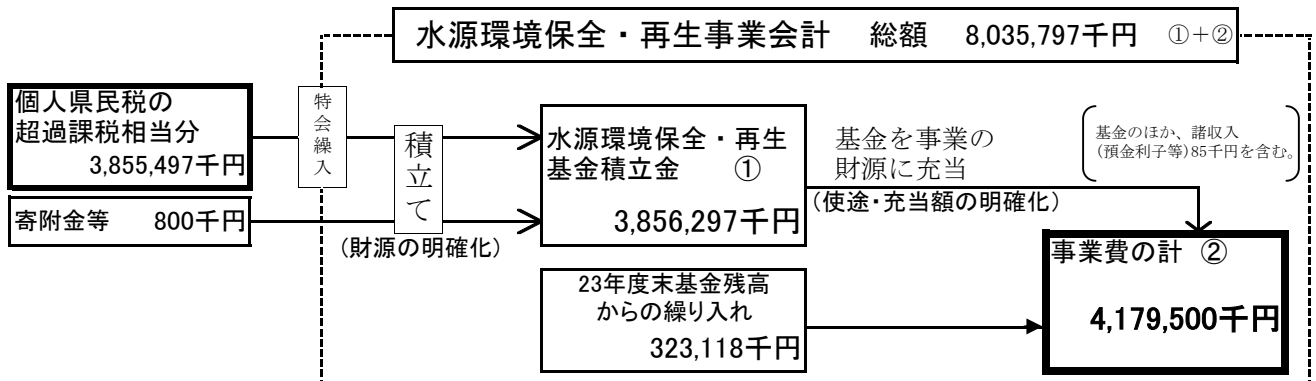 水源環境保全・再生事業会計　総額　8,035,797千円　①＋②
個人県民税の
超過課税相当分
3,855,497千円
寄附金等　800千円
特会繰入
積立て
(財源の明確化)
水源環境保全・再生
基金積立金　①
3,856,297千円
基金を事業の
財源に充当
(使途・充当額の明確化)
基金のほか、諸収入
(預金利子等)85千円を含む。
23年度末基金残高
からの繰り入れ
323,118千円
事業費の計　②
4,179,500千円